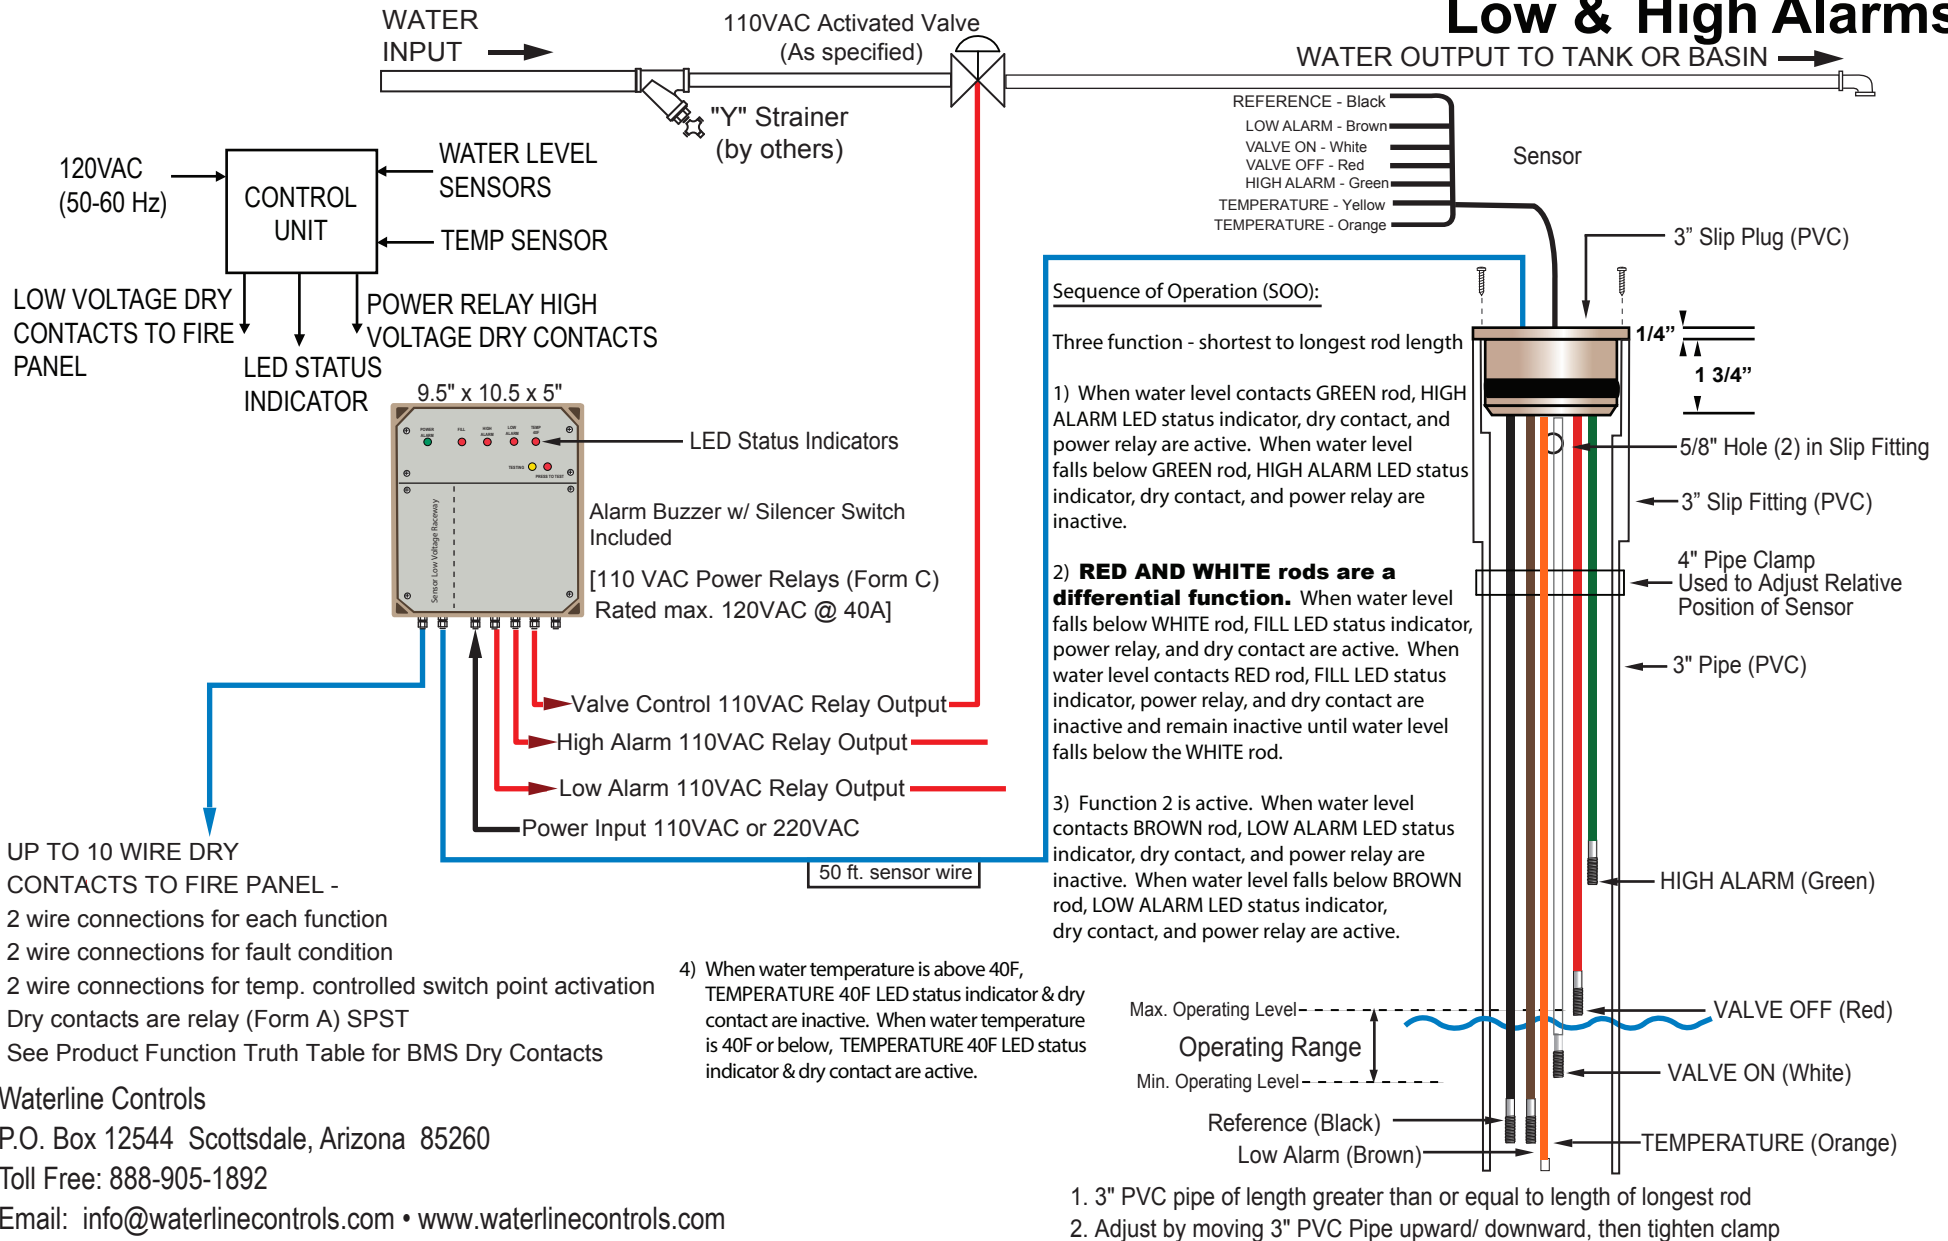 Low & High Alarms
WATER
INPUT
110VAC Activated Valve
(As specified)
WATER OUTPUT TO TANK OR BASIN
"Y" Strainer
(by others)
REFERENCE - Black
LOW ALARM - Brown
VALVE ON - White
VALVE OFF - Red
HIGH ALARM - Green
TEMPERATURE - Yellow
TEMPERATURE - Orange
Sensor
120VAC
(50-60 Hz)
CONTROL
UNIT
WATER LEVEL
SENSORS
TEMP SENSOR
LOW VOLTAGE DRY
CONTACTS TO FIRE
PANEL
LED STATUS
INDICATOR
POWER RELAY HIGH
VOLTAGE DRY CONTACTS
9.5" x 10.5 x 5"
POWER
ALARM
FILL
HIGH
ALARM
LOW
ALARM
TEMP
40F
TESTING
PRESS TO TEST
Sensor Low Voltage Raceway
LED Status Indicators
Alarm Buzzer w/ Silencer Switch
Included
[110 VAC Power Relays (Form C)
Rated max. 120VAC @ 40A]
Valve Control 110VAC Relay Output
High Alarm 110VAC Relay Output
Low Alarm 110VAC Relay Output
Power Input 110VAC or 220VAC
50 ft. sensor wire
UP TO 10 WIRE DRY
CONTACTS TO FIRE PANEL -
2 wire connections for each function
2 wire connections for fault condition
2 wire connections for temp. controlled switch point activation
Dry contacts are relay (Form A) SPST
See Product Function Truth Table for BMS Dry Contacts
Waterline Controls
P.O. Box 12544 Scottsdale, Arizona 85260
Toll Free: 888-905-1892
Email: info@waterlinecontrols.com • www.waterlinecontrols.com
Sequence of Operation (SOO):
Three function - shortest to longest rod length
1) When water level contacts GREEN rod, HIGH
ALARM LED status indicator, dry contact, and
power relay are active. When water level
falls below GREEN rod, HIGH ALARM LED status
indicator, dry contact, and power relay are
inactive.
2) RED AND WHITE rods are a
differential function. When water level
falls below WHITE rod, FILL LED status indicator,
power relay, and dry contact are active. When
water level contacts RED rod, FILL LED status
indicator, power relay, and dry contact are
inactive and remain inactive until water level
falls below the WHITE rod.
3) Function 2 is active. When water level
contacts BROWN rod, LOW ALARM LED status
indicator, dry contact, and power relay are
inactive. When water level falls below BROWN
rod, LOW ALARM LED status indicator,
dry contact, and power relay are active.
4) When water temperature is above 40F,
TEMPERATURE 40F LED status indicator & dry
contact are inactive. When water temperature
is 40F or below, TEMPERATURE 40F LED status
indicator & dry contact are active.
3” Slip Plug (PVC)
1/4”
1 3/4”
5/8" Hole (2) in Slip Fitting
3” Slip Fitting (PVC)
4" Pipe Clamp
Used to Adjust Relative
Position of Sensor
3" Pipe (PVC)
HIGH ALARM (Green)
VALVE OFF (Red)
VALVE ON (White)
TEMPERATURE (Orange)
Max. Operating Level
Operating Range
Min. Operating Level
Reference (Black)
Low Alarm (Brown)
1. 3" PVC pipe of length greater than or equal to length of longest rod
2. Adjust by moving 3" PVC Pipe upward/ downward, then tighten clamp